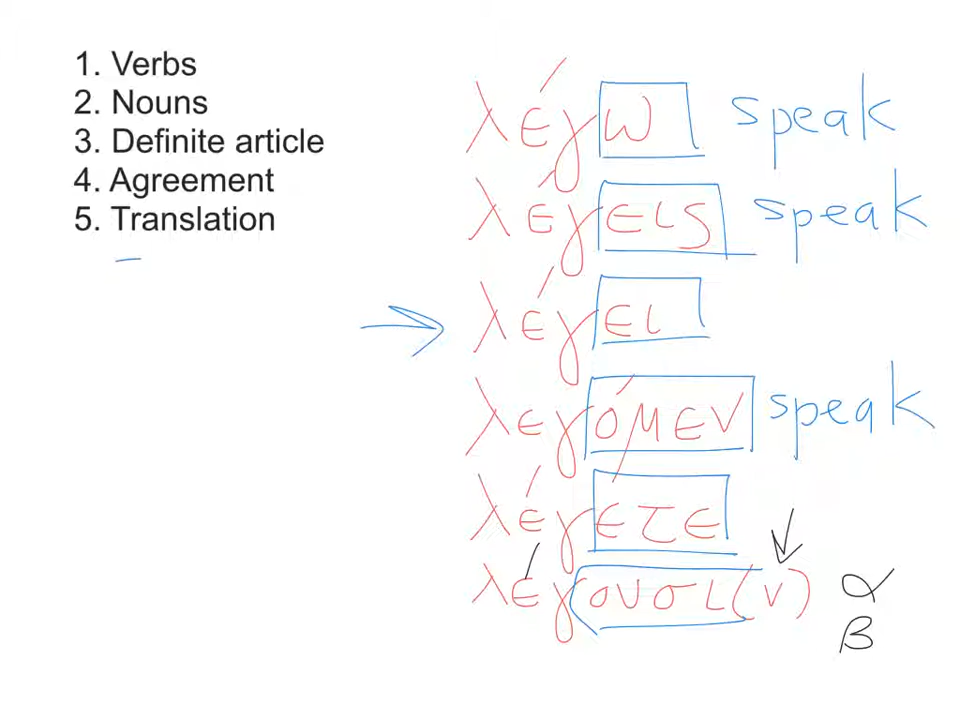 1. Verbs
2. Nouns
3. Definite article
4. Agreement
5. Translation
λέγω speak
λέγεις speak
λέγει
λεγόμεν speak
λέγετε
λέγουσι(ν) α
β